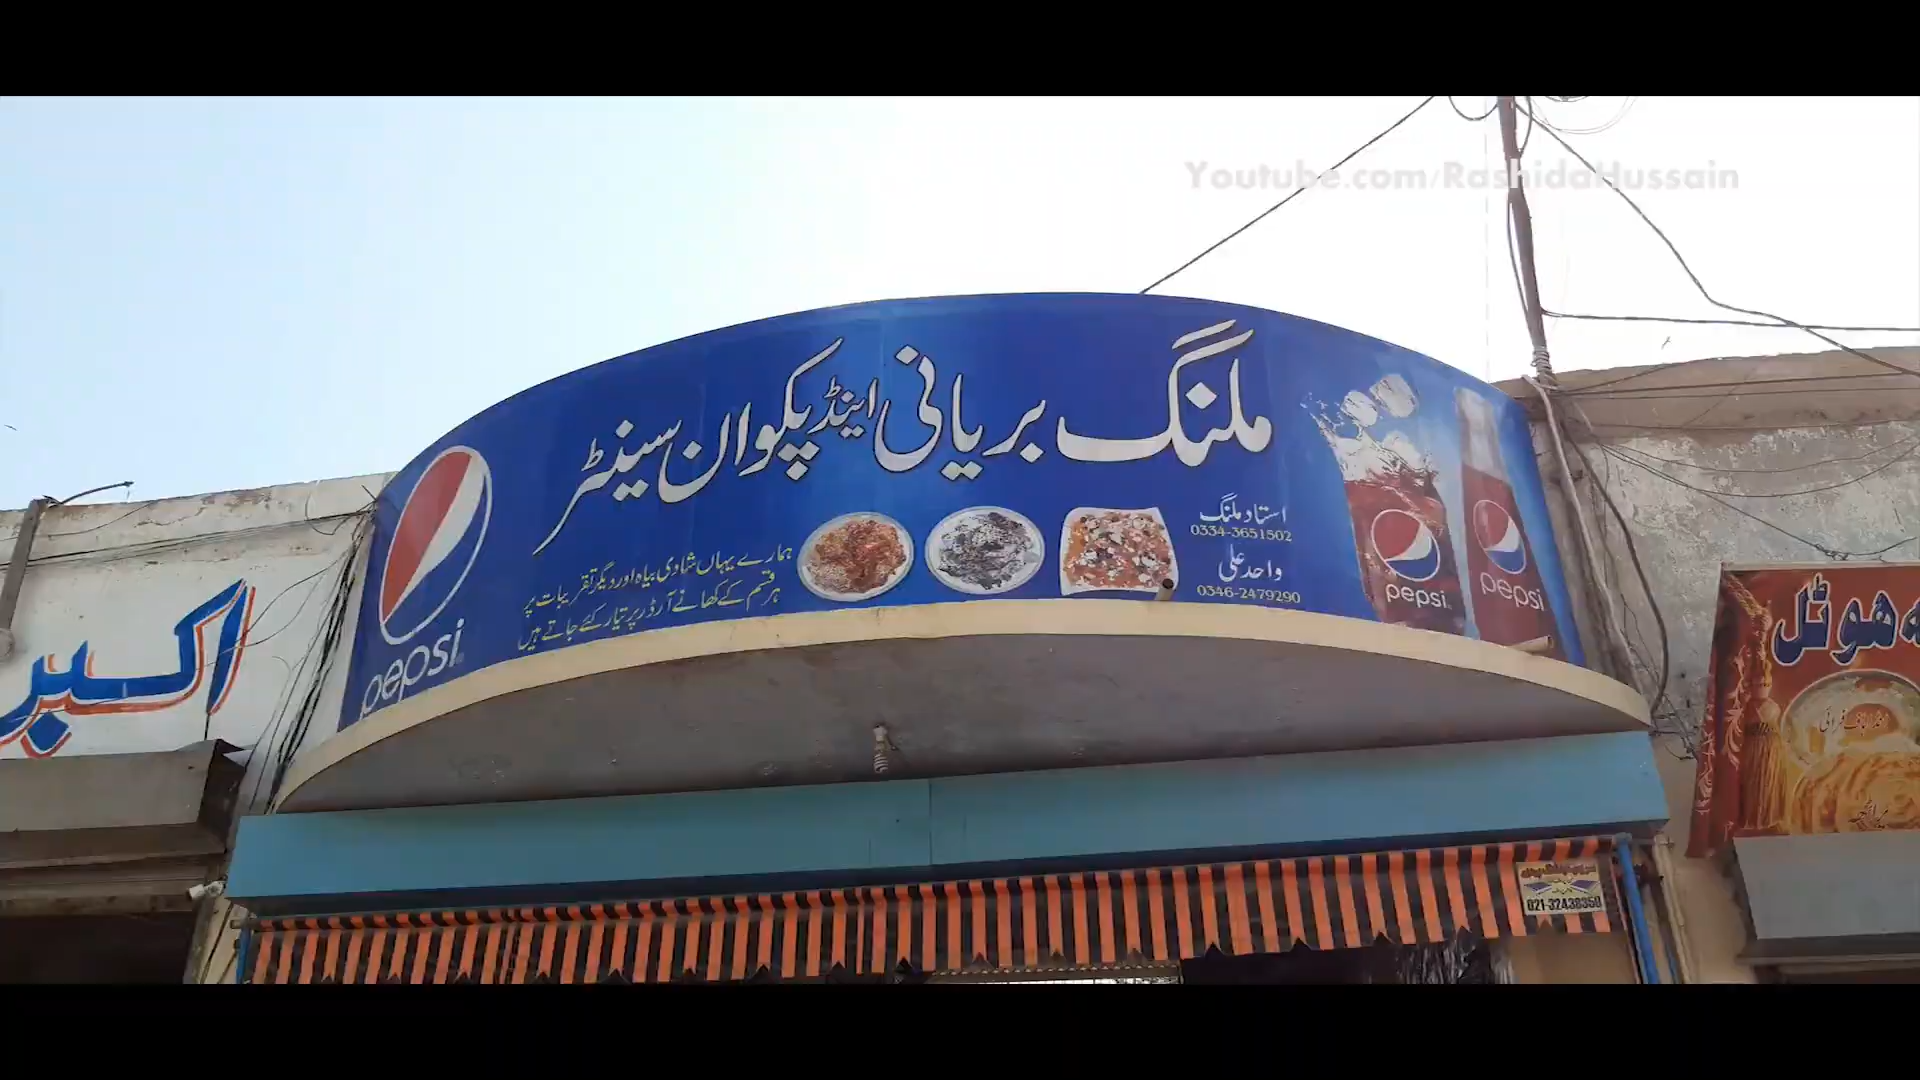 Youtube.com/RashidaHussain
ملنگ بریانی اینڈ پکوان سینٹر
استاد ملنگ
0334-3651502
واحد علی
0346-2479290
ہمارے یہاں شادی بیاہ اور دیگر تقریبات پر
ہر قسم کے کھانے آرڈر پر تیار کئے جاتے ہیں
pepsi
pepsi
pepsi
اکبر
ہوٹل
021-32438350